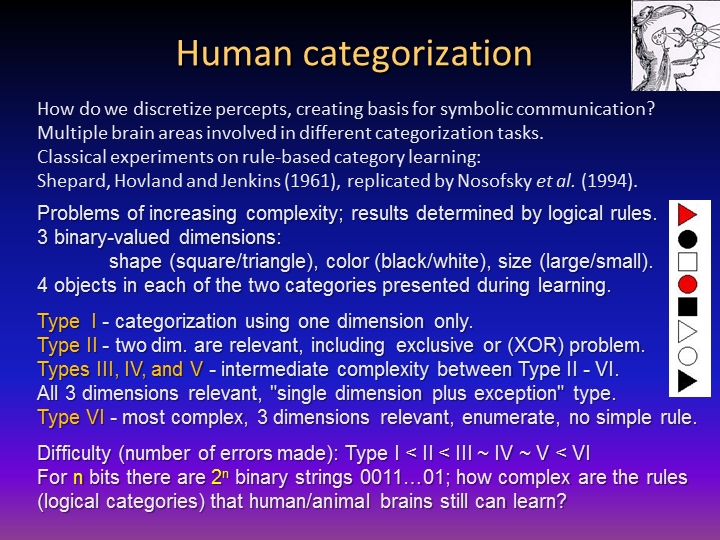 Human categorization
How do we discretize percepts, creating basis for symbolic communication?
Multiple brain areas involved in different categorization tasks.
Classical experiments on rule-based category learning:
Shepard, Hovland and Jenkins (1961), replicated by Nosofsky et al. (1994).
Problems of increasing complexity; results determined by logical rules.
3 binary-valued dimensions:
shape (square/triangle), color (black/white), size (large/small).
4 objects in each of the two categories presented during learning.
Type I - categorization using one dimension only.
Type II - two dim. are relevant, including exclusive or (XOR) problem.
Types III, IV, and V - intermediate complexity between Type II - VI.
All 3 dimensions relevant, "single dimension plus exception" type.
Type VI - most complex, 3 dimensions relevant, enumerate, no simple rule.
Difficulty (number of errors made): Type I < II < III ~ IV ~ V < VI
For n bits there are 2ⁿ binary strings 0011…01; how complex are the rules
(logical categories) that human/animal brains still can learn?